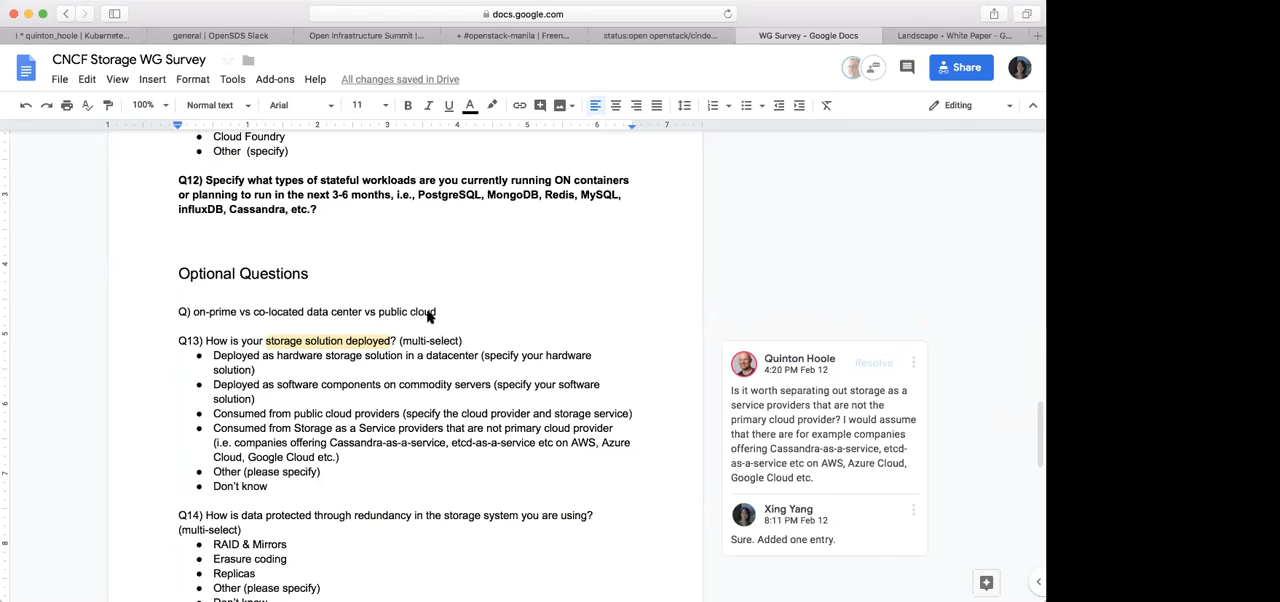 docs.google.com
* quinton_hoole | Kubernete...
general | OpenSDS Slack
Open Infrastructure Summit |...
+ #openstack-manila | Freen...
status:open openstack/cinde...
WG Survey - Google Docs
Landscape - White Paper - G...
CNCF Storage WG Survey
File Edit View Insert Format Tools Add-ons Help All changes saved in Drive
Share
100% Normal text Arial 11 B I U A Editing
1 1 2 3 4 5 6 7
Cloud Foundry
Other (specify)
Q12) Specify what types of stateful workloads are you currently running ON containers
or planning to run in the next 3-6 months, i.e., PostgreSQL, MongoDB, Redis, MySQL,
influxDB, Cassandra, etc.?
Optional Questions
Q) on-prime vs co-located data center vs public cloud
Q13) How is your storage solution deployed? (multi-select)
Deployed as hardware storage solution in a datacenter (specify your hardware
solution)
Deployed as software components on commodity servers (specify your software
solution)
Consumed from public cloud providers (specify the cloud provider and storage service)
Consumed from Storage as a Service providers that are not primary cloud provider
(i.e. companies offering Cassandra-as-a-service, etcd-as-a-service etc on AWS, Azure
Cloud, Google Cloud etc.)
Other (please specify)
Don't know
Q14) How is data protected through redundancy in the storage system you are using?
(multi-select)
RAID & Mirrors
Erasure coding
Replicas
Other (please specify)
Don't know
Quinton Hoole
Resolve
4:20 PM Feb 12
Is it worth separating out storage as a
service providers that are not the
primary cloud provider? I would assume
that there are for example companies
offering Cassandra-as-a-service, etcd-
as-a-service etc on AWS, Azure Cloud,
Google Cloud etc.
Xing Yang
8:11 PM Feb 12
Sure. Added one entry.